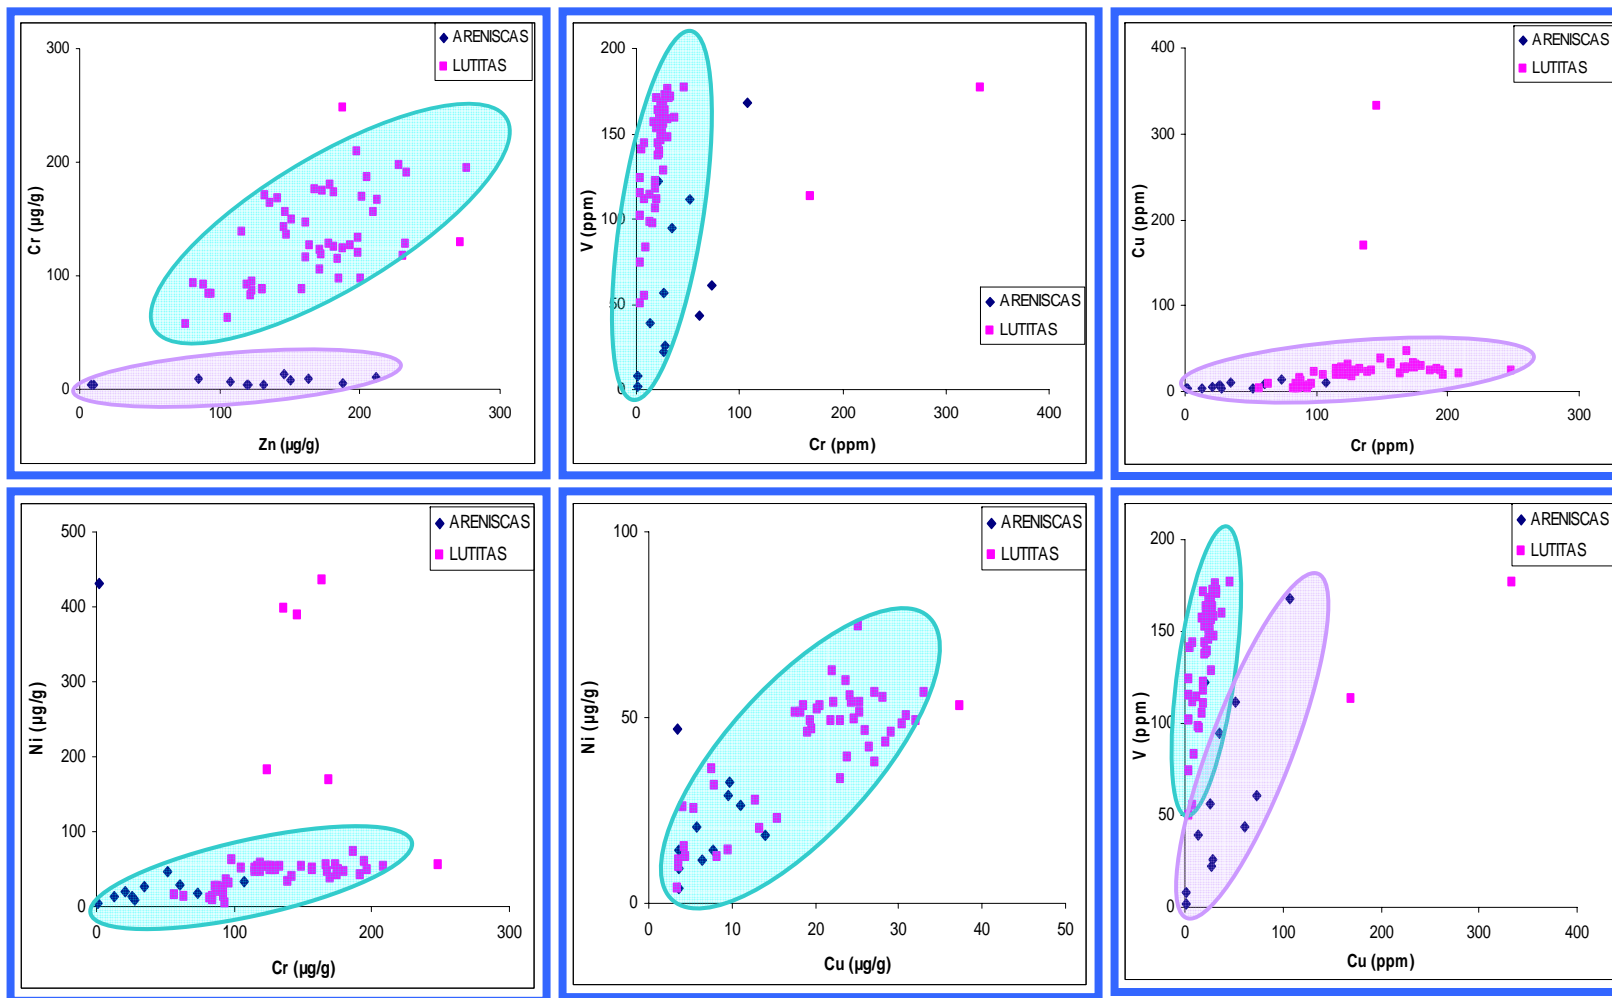 ARENISCAS
LUTITAS
300
200
100
0
Cr (µg/g)
0 100 200 300
Zn (µg/g)
200
150
100
50
0
V (ppm)
ARENISCAS
LUTITAS
0 100 200 300 400
Cr (ppm)
ARENISCAS
LUTITAS
400
300
200
100
0
Cu (ppm)
0 100 200 300
Cr (ppm)
ARENISCAS
LUTITAS
500
400
300
200
100
0
Ni (µg/g)
0 100 200 300
Cr (µg/g)
ARENISCAS
LUTITAS
100
50
0
Ni (µg/g)
0 10 20 30 40 50
Cu (µg/g)
ARENISCAS
LUTITAS
200
150
100
50
0
V (ppm)
0 100 200 300 400
Cu (ppm)